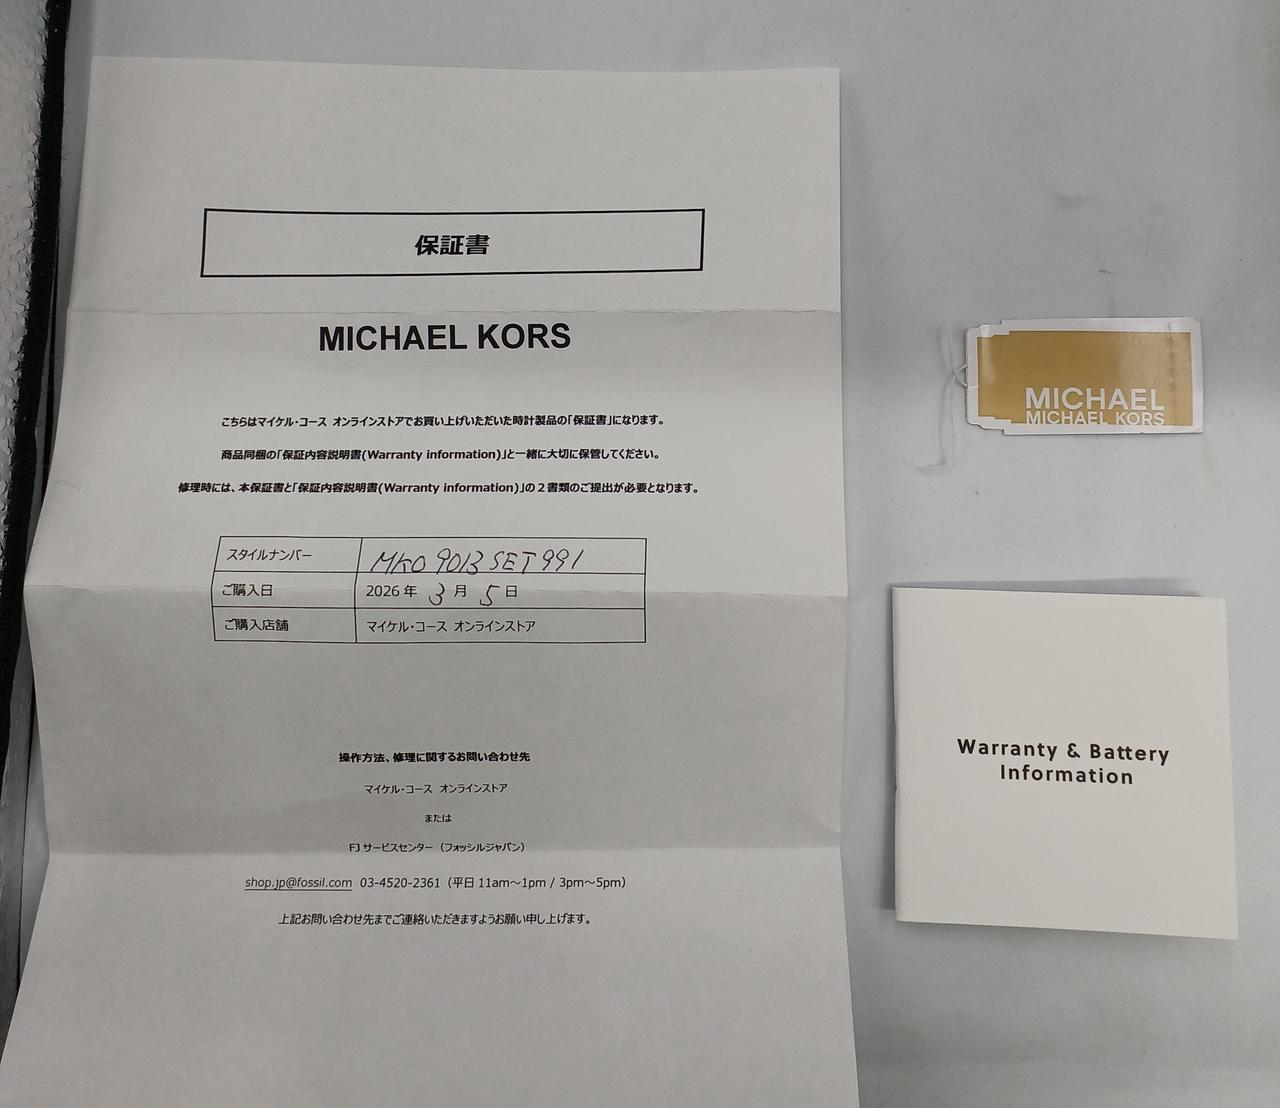 保証書
MICHAEL KORS
こちらはマイケル・コース オンラインストアでお買い上げいただいた時計製品の「保証書」になります。
商品同梱の「保証内容説明書(Warranty information)」と一緒に大切に保管してください。
修理時には、本保証書と「保証内容説明書(Warranty information)」の2書類のご提出が必要となります。
スタイルナンバー MKO9013SET991
ご購入日 2026年 3月 5日
ご購入店舗 マイケル・コース オンラインストア
操作方法、修理に関するお問い合わせ先
マイケル・コース オンラインストア
または
FJサービスセンター（フォッシルジャパン）
shop.jp@fossil.com 03-4520-2361（平日11am～1pm / 3pm～5pm）
上記お問い合わせ先までご連絡いただきますようお願い申し上げます。
MICHAEL
MICHAEL KORS
Warranty & Battery
Information